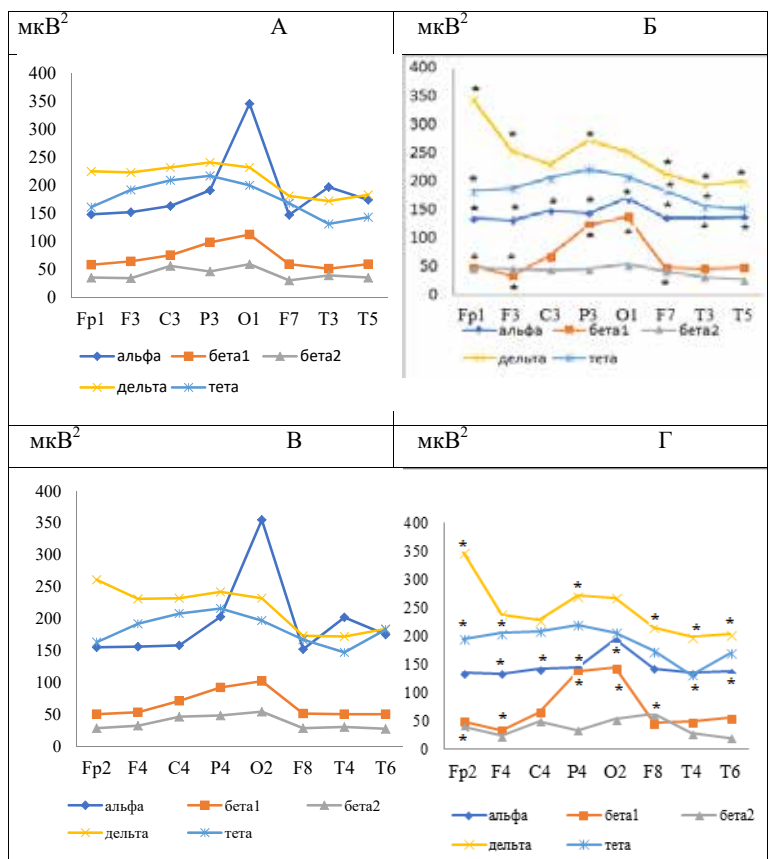 мкВ² А
400
350
300
250
200
150
100
50
0
Fp1 F3 C3 P3 O1 F7 T3 T5
альфа бета1 бета2
дельта тета
мкВ² Б
400
350
300
250
200
150
100
50
0
* * * * * *
* * * *
* * * * * * * *
* * * * *
Fp1 F3 C3 P3 O1 F7 T3 T5
альфа бета1 бета2
дельта тета
мкВ² В
400
350
300
250
200
150
100
50
0
Fp2 F4 C4 P4 O2 F8 T4 T6
альфа бета1 бета2
дельта тета
мкВ² Г
400
350
300
250
200
150
100
50
0
* * * * *
* *
* * * * * *
* * * * *
Fp2 F4 C4 P4 O2 F8 T4 T6
альфа бета1 бета2
дельта тета